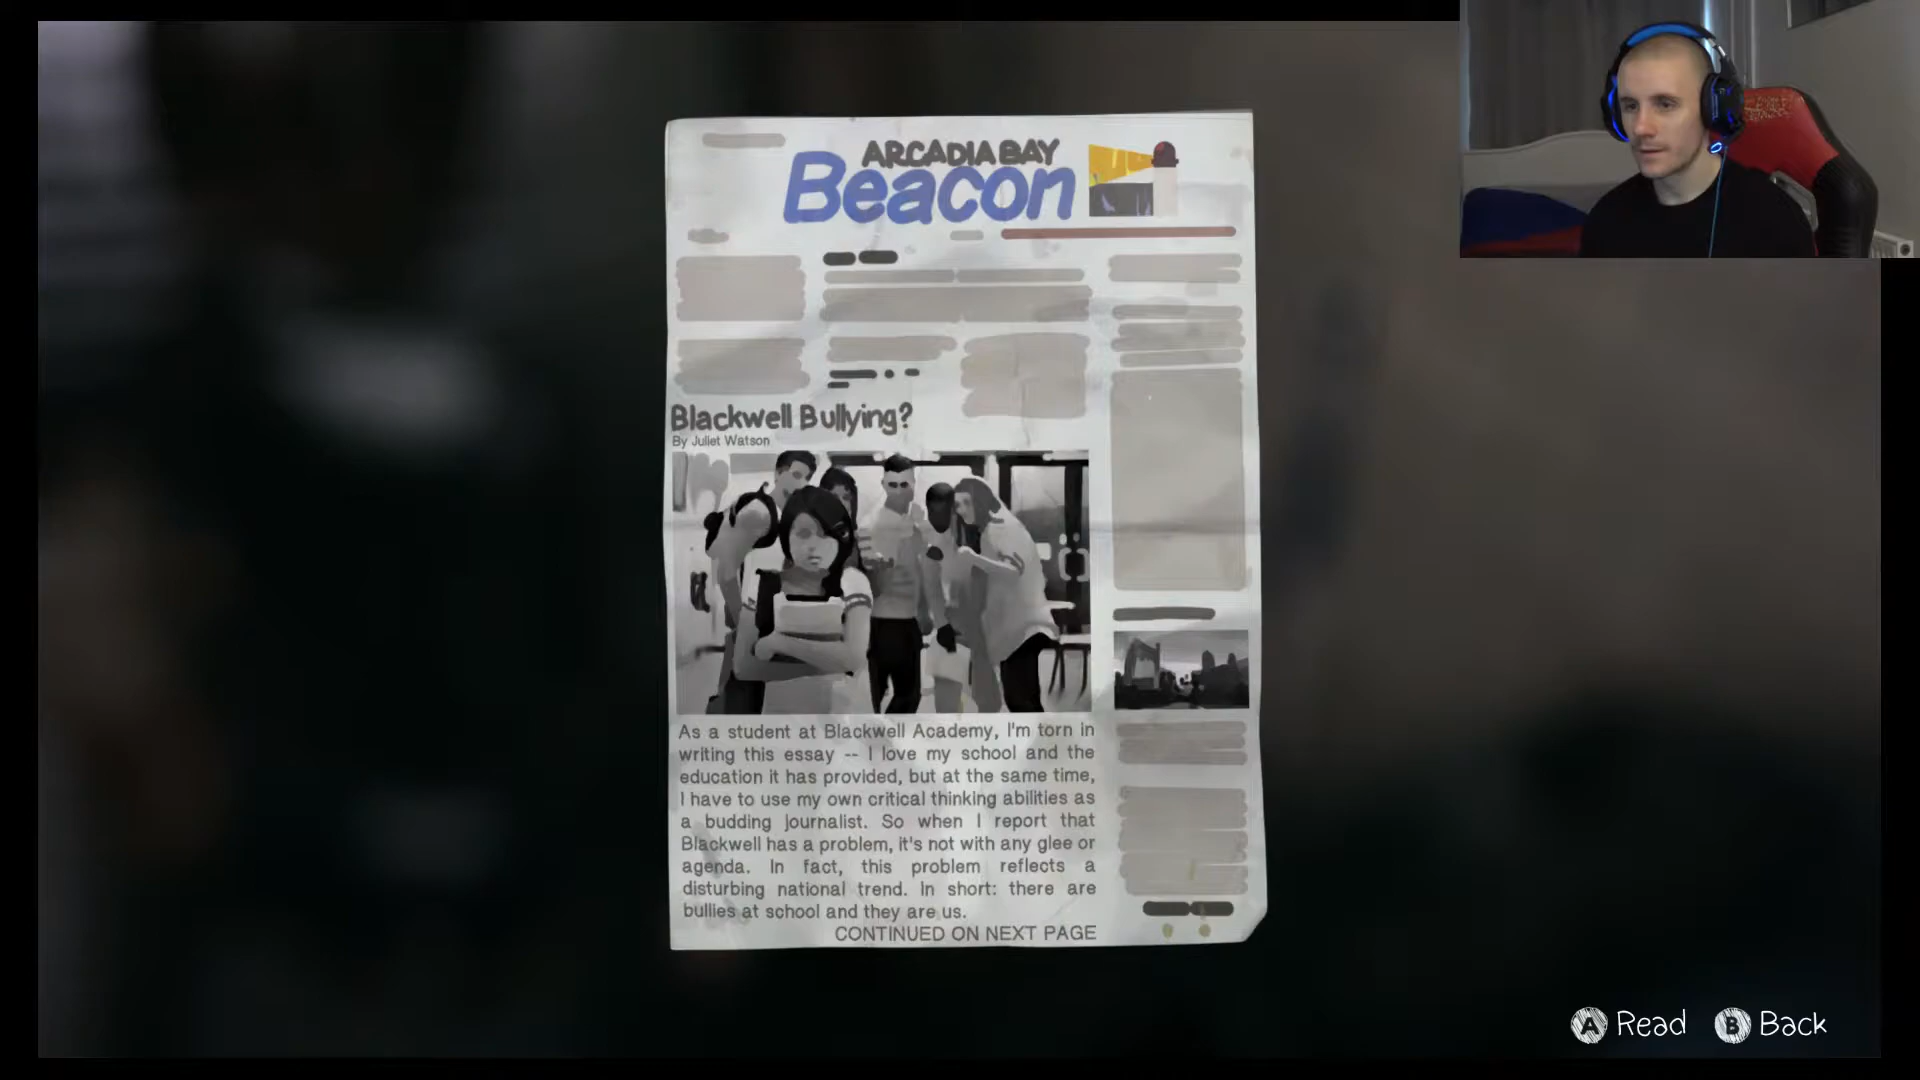 ARCADIA BAY
Beacon
Blackwell Bullying?
By Juliet Watson
As a student at Blackwell Academy, I'm torn in
writing this essay -- I love my school and the
education it has provided, but at the same time,
I have to use my own critical thinking abilities as
a budding journalist. So when I report that
Blackwell has a problem, it's not with any glee or
agenda. In fact, this problem reflects a
disturbing national trend. In short: there are
bullies at school and they are us.
CONTINUED ON NEXT PAGE
A Read B Back